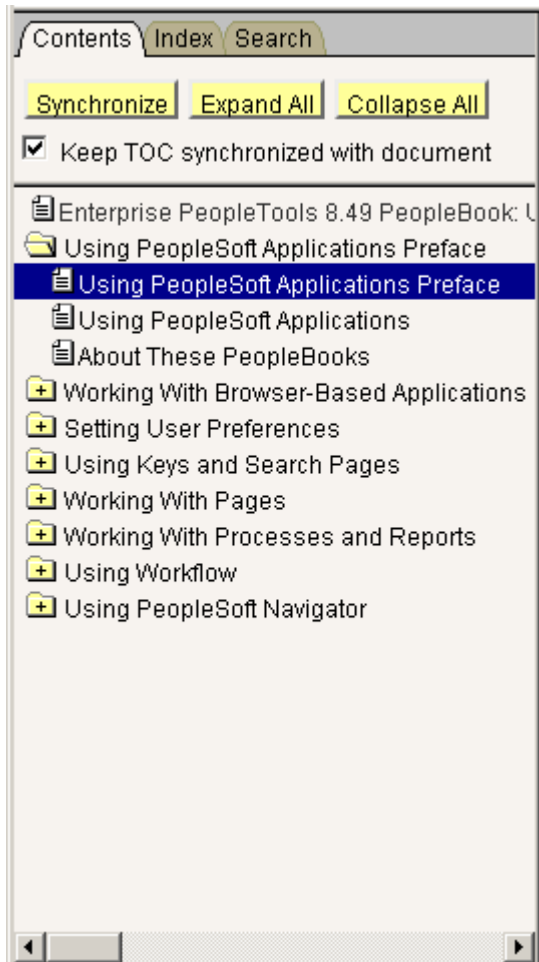 Contents Index Search
Synchronize Expand All Collapse All
Keep TOC synchronized with document
Enterprise PeopleTools 8.49 PeopleBook:
Using PeopleSoft Applications Preface
Using PeopleSoft Applications Preface
Using PeopleSoft Applications
About These PeopleBooks
Working With Browser-Based Applications
Setting User Preferences
Using Keys and Search Pages
Working With Pages
Working With Processes and Reports
Using Workflow
Using PeopleSoft Navigator